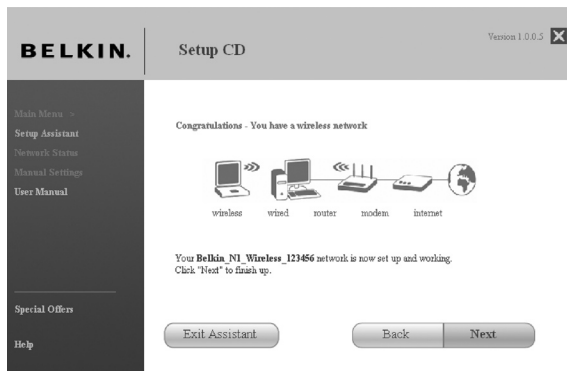 BELKIN.
Setup CD
Version 1.0.0.5
Main Menu >
Setup Assistant
Network Status
Manual Settings
User Manual
Special Offers
Help
Congratulations - You have a wireless network
wireless wired router modem internet
Your Belkin_N1_Wireless_123456 network is now set up and working.
Click "Next" to finish up.
Exit Assistant
Back
Next